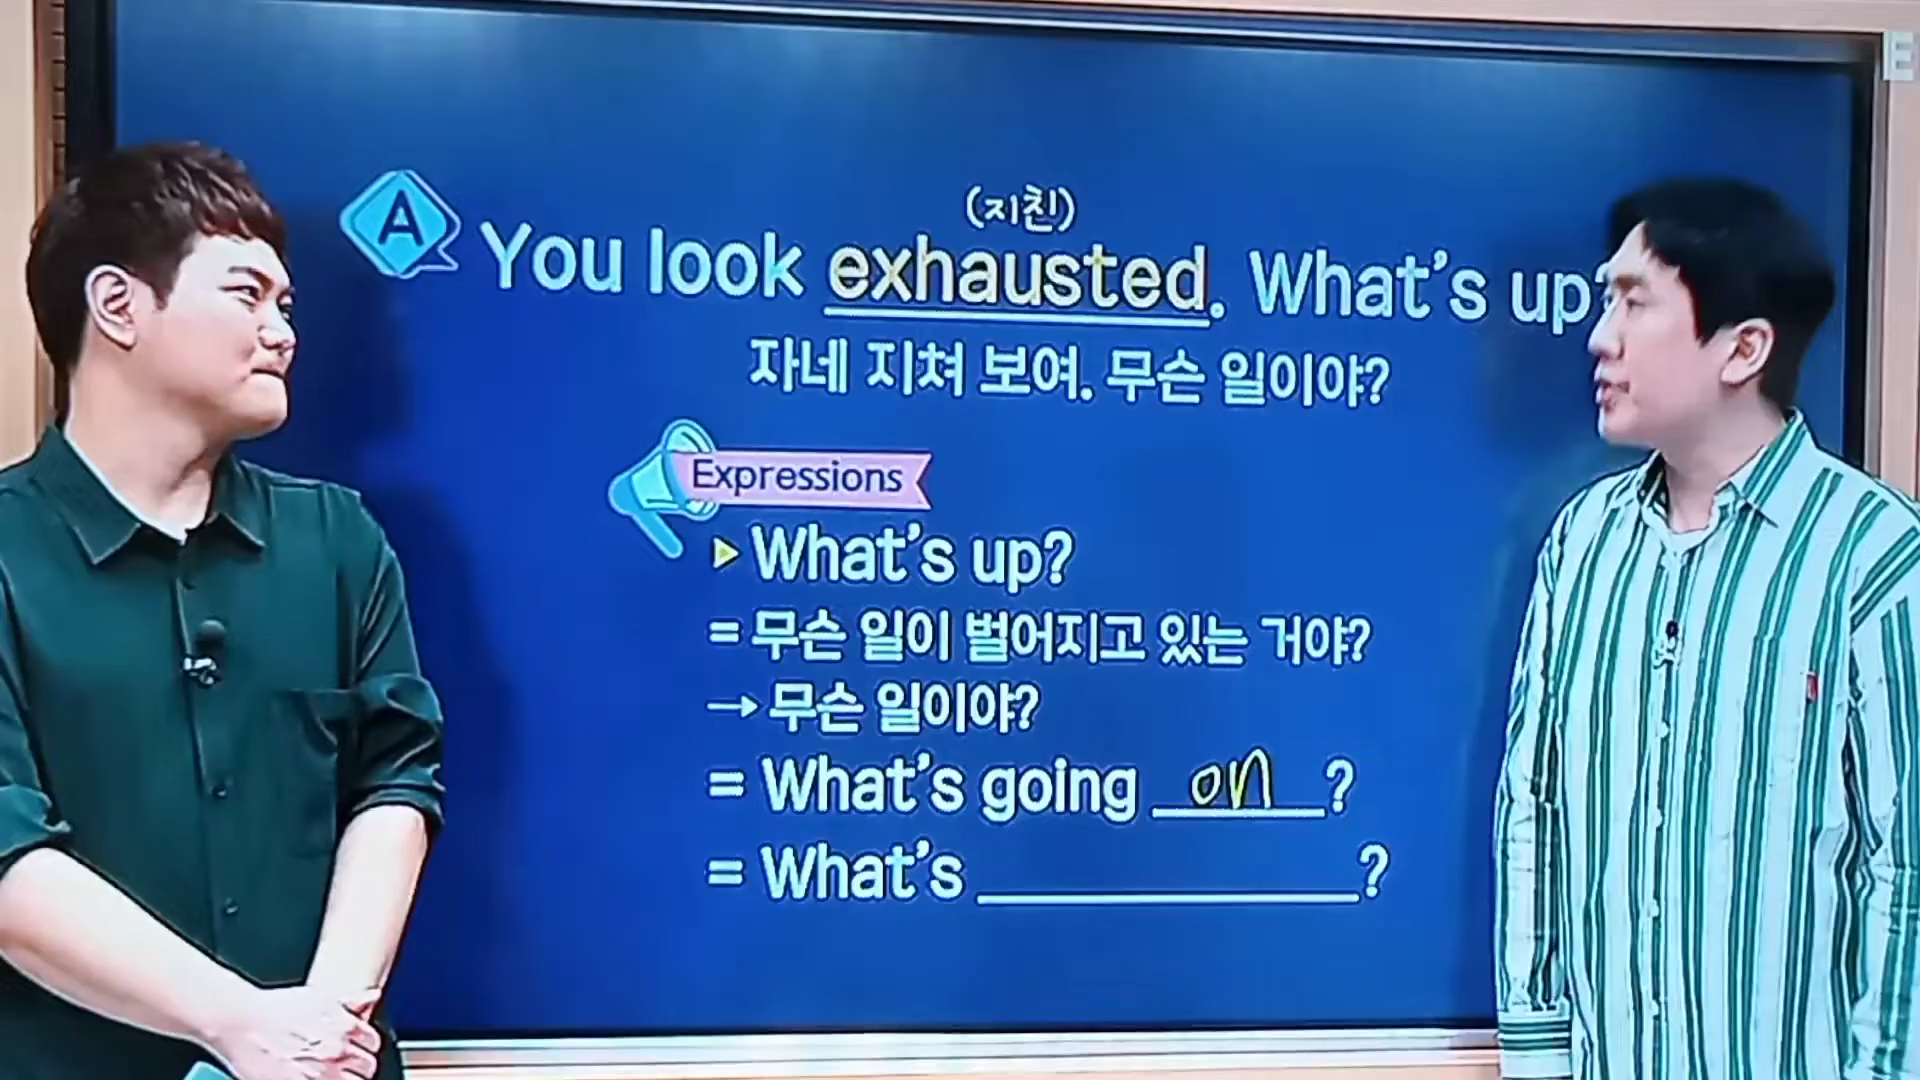 A
(지친)
You look exhausted. What's up?
자네 지쳐 보여. 무슨 일이야?
Expressions
▶ What's up?
= 무슨 일이 벌어지고 있는 거야?
→ 무슨 일이야?
= What's going on ?
= What's ______?
E